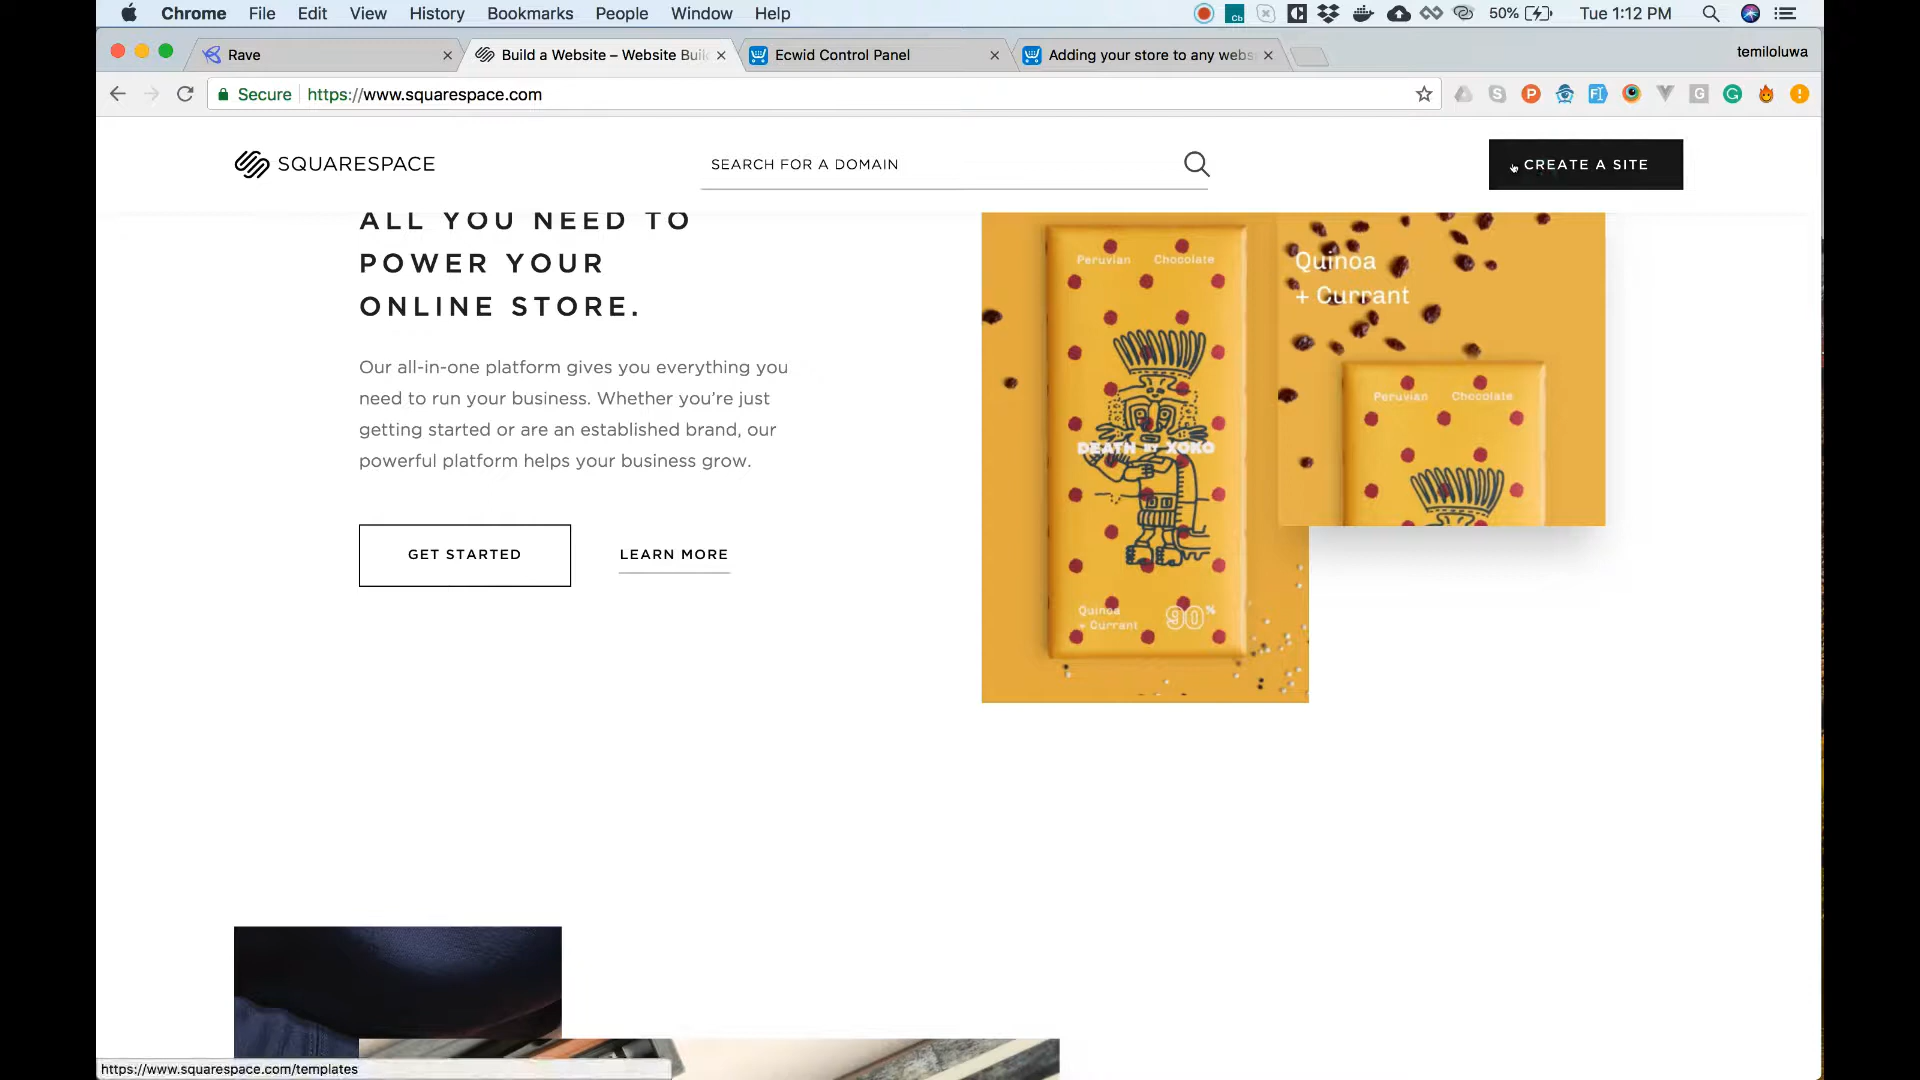 Chrome File Edit View History Bookmarks People Window Help
50% Tue 1:12 PM
Rave
Build a Website – Website Buil
Ecwid Control Panel
Adding your store to any webs
temiloluwa
Secure https://www.squarespace.com
SQUARESPACE
SEARCH FOR A DOMAIN
CREATE A SITE
ALL YOU NEED TO
POWER YOUR
ONLINE STORE.
Our all-in-one platform gives you everything you
need to run your business. Whether you’re just
getting started or are an established brand, our
powerful platform helps your business grow.
GET STARTED
LEARN MORE
Peruvian Chocolate
DEATH BY XOKO
Quinoa
+ Currant
90%
Quinoa
+ Currant
Peruvian Chocolate
https://www.squarespace.com/templates